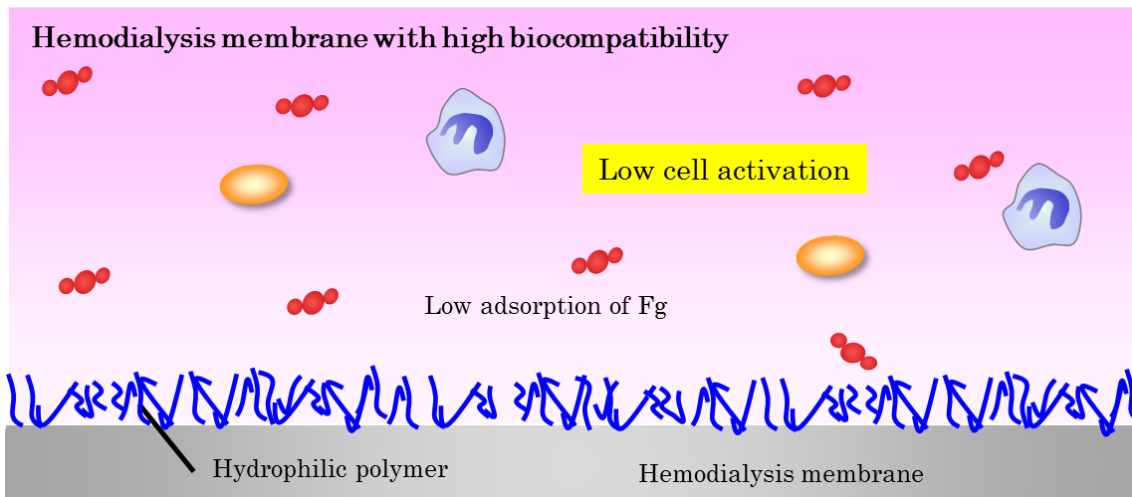 Hemodialysis membrane with high biocompatibility
Low cell activation
Low adsorption of Fg
Hydrophilic polymer
Hemodialysis membrane